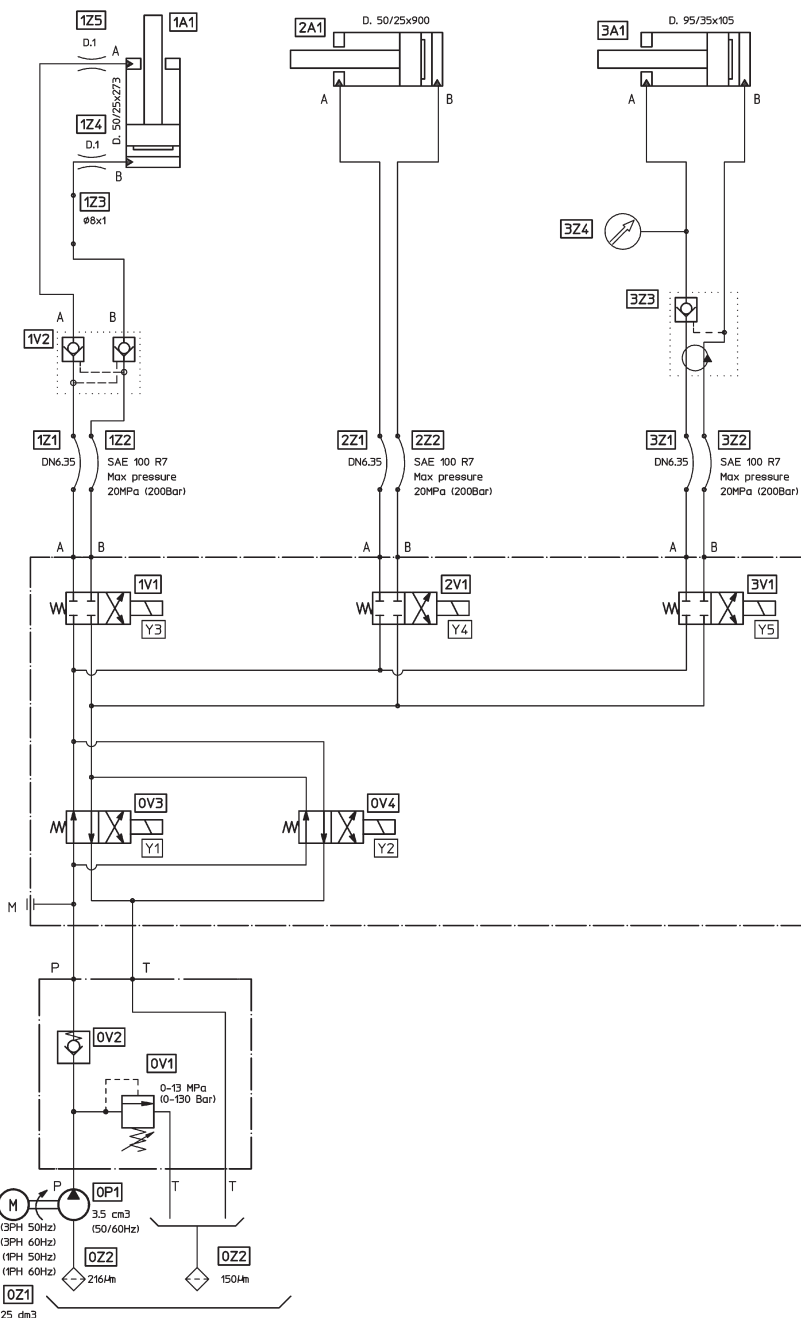 1Z5
1A1
D.1
A
D. 50/25x273
1Z4
D.1
B
1Z3
ø8x1
A
B
1V2
1Z1
1Z2
DN6.35
SAE 100 R7
Max pressure
20MPa (200Bar)
A
B
2A1
D. 50/25x900
A
B
2Z1
2Z2
DN6.35
SAE 100 R7
Max pressure
20MPa (200Bar)
A
B
3A1
D. 95/35x105
A
B
3Z4
3Z3
3Z1
3Z2
DN6.35
SAE 100 R7
Max pressure
20MPa (200Bar)
A
B
1V1
Y3
2V1
Y4
3V1
Y5
0V3
Y1
0V4
Y2
M
P
T
0V2
0V1
0-13 MPa
(0-130 Bar)
P
T
T
M
0P1
3.5 cm3
(50/60Hz)
(3PH 50Hz)
(3PH 60Hz)
(1PH 50Hz)
(1PH 60Hz)
0Z2
216µm
0Z2
150µm
0Z1
25 dm3